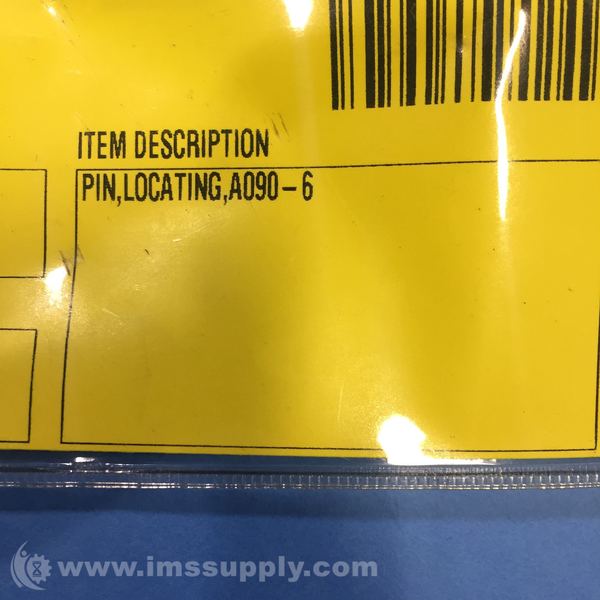 ITEM DESCRIPTION
PIN,LOCATING,A090-6
www.imssupply.com